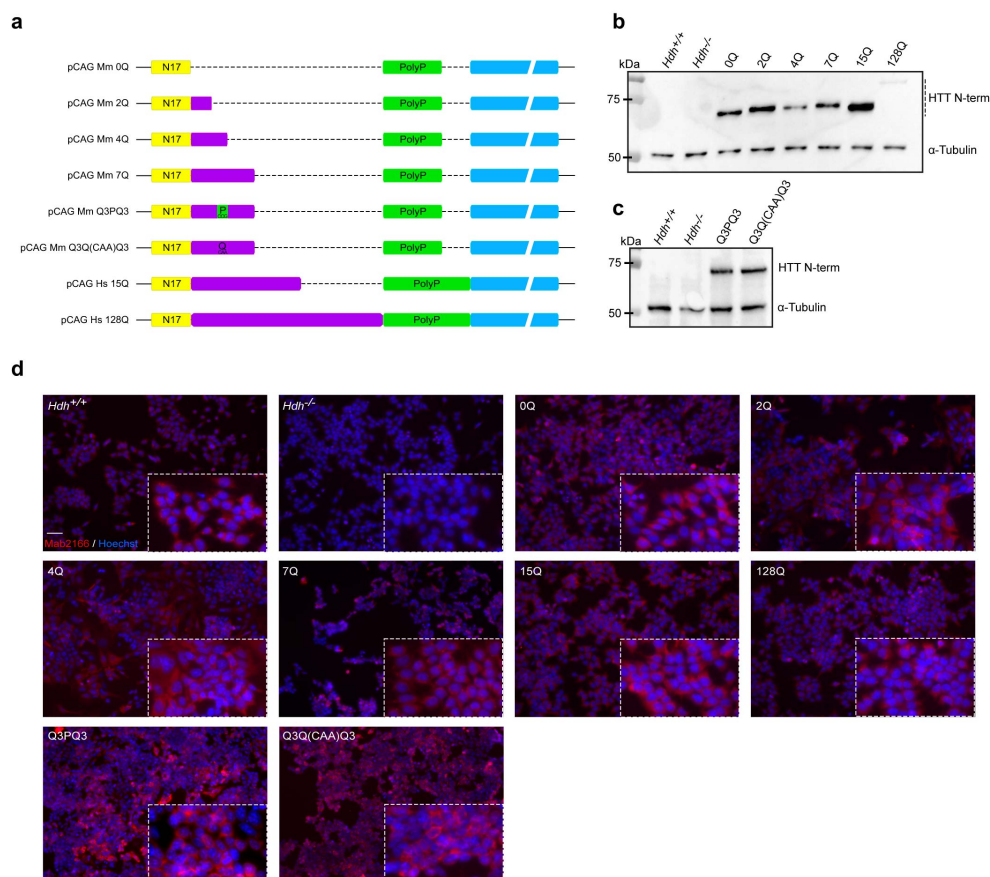 a
pCAG Mm 0Q N17 PolyP
pCAG Mm 2Q N17 PolyP
pCAG Mm 4Q N17 PolyP
pCAG Mm 7Q N17 PolyP
pCAG Mm Q3PQ3 N17 P PolyP
pCAG Mm Q3Q(CAA)Q3 N17 Q PolyP
pCAG Hs 15Q N17 PolyP
pCAG Hs 128Q N17 PolyP
b
Hdh+/+ Hdh-/- 0Q 2Q 4Q 7Q 15Q 128Q
kDa
75
HTT N-term
50
α-Tubulin
c
Hdh+/+ Hdh-/- Q3PQ3 Q3Q(CAA)Q3
kDa
75
HTT N-term
50
α-Tubulin
d
Hdh+/+ Hdh-/- 0Q 2Q
Mab2166 / Hoechst
4Q 7Q 15Q 128Q
Q3PQ3 Q3Q(CAA)Q3